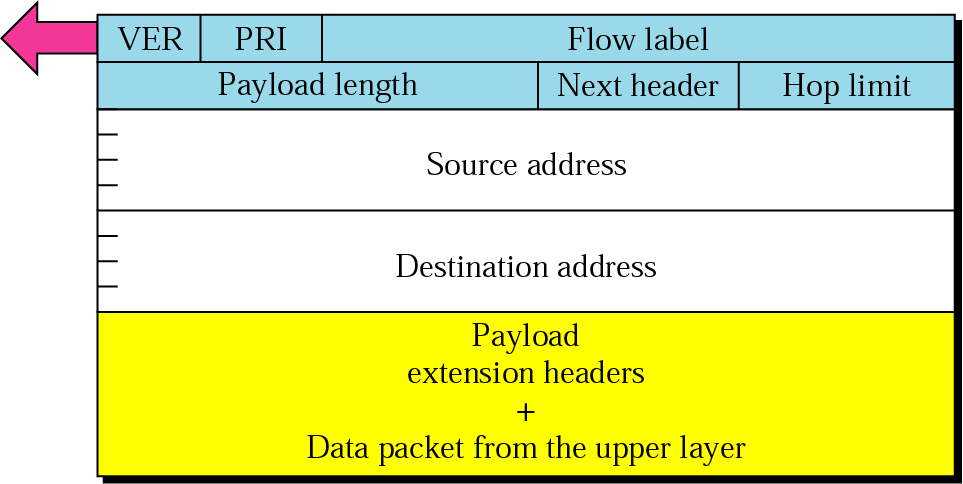 VER PRI Flow label
Payload length Next header Hop limit
Source address
Destination address
Payload
extension headers
+
Data packet from the upper layer